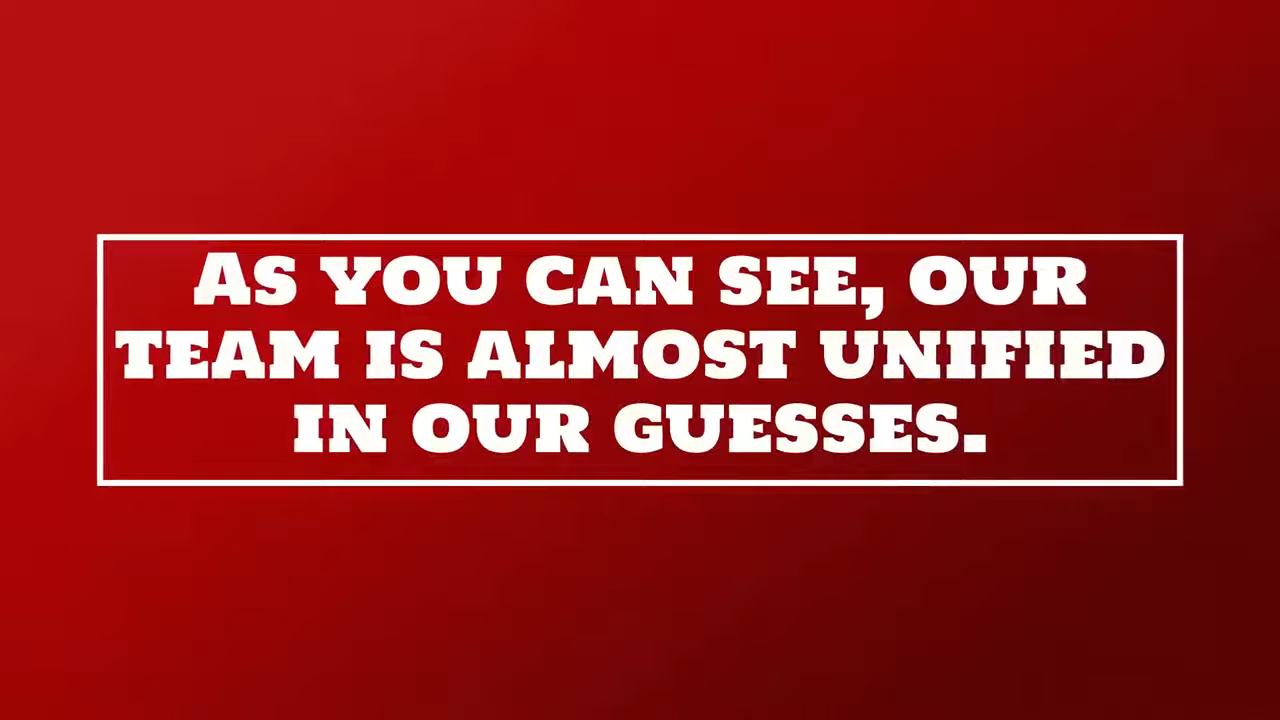 As you can see, our
team is almost unified
in our guesses.